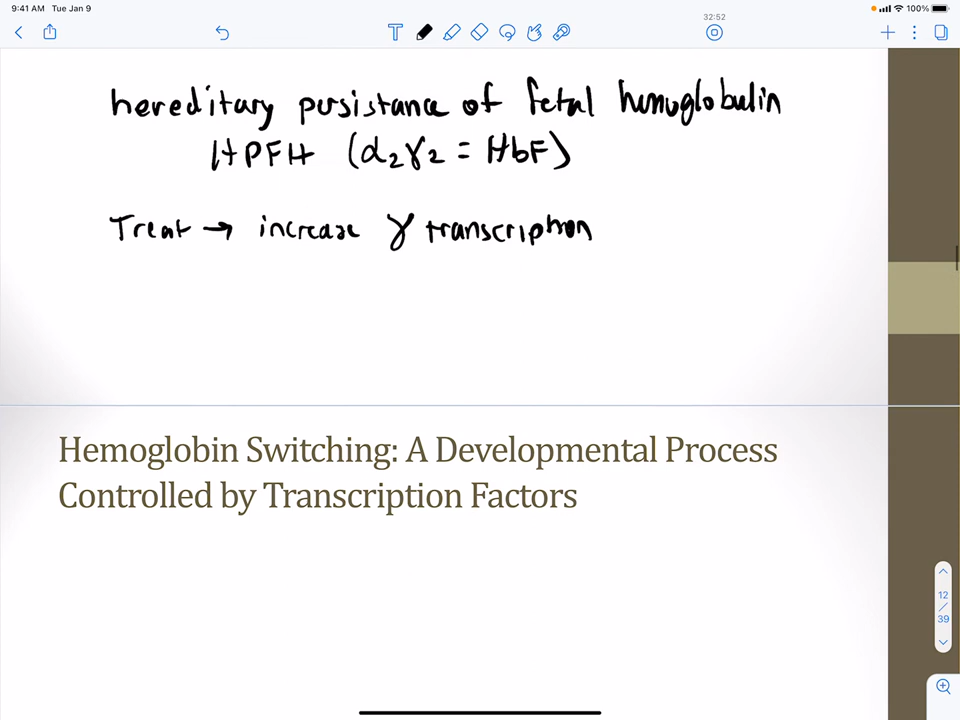 9:41 AM Tue Jan 9
100%
32:52
T
hereditary persistance of fetal hemoglobulin
HPFH (α₂γ₂ = HbF)
Treat → increase γ transcription
Hemoglobin Switching: A Developmental Process
Controlled by Transcription Factors
12
/
39